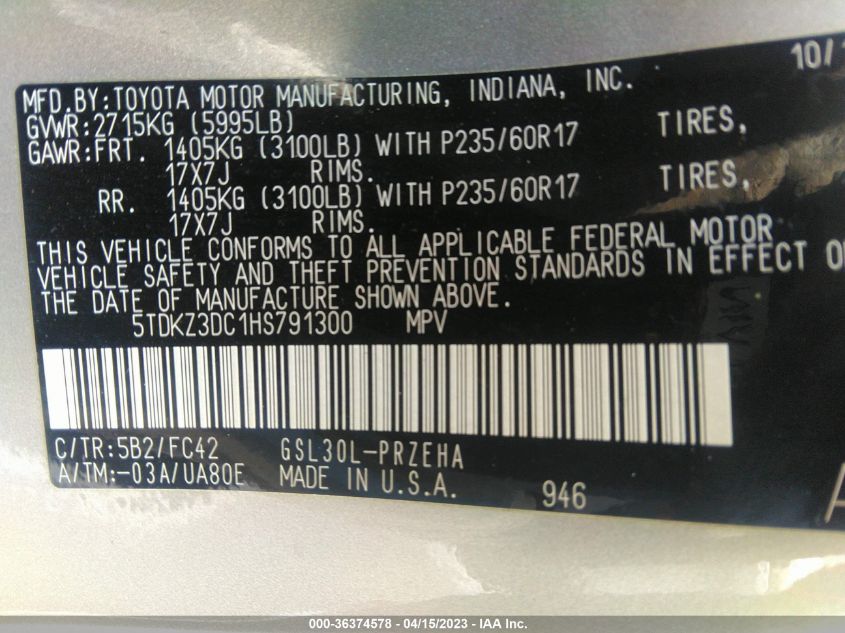 10/
MFD.BY:TOYOTA MOTOR MANUFACTURING, INDIANA, INC.
GVWR:2715KG (5995LB)
GAWR:FRT. 1405KG (3100LB) WITH P235/60R17 TIRES,
17X7J RIMS.
RR. 1405KG (3100LB) WITH P235/60R17 TIRES,
17X7J RIMS.
THIS VEHICLE CONFORMS TO ALL APPLICABLE FEDERAL MOTOR
VEHICLE SAFETY AND THEFT PREVENTION STANDARDS IN EFFECT O
THE DATE OF MANUFACTURE SHOWN ABOVE.
5TDKZ3DC1HS791300 MPV
C/TR:5B2/FC42 GSL30L-PRZEHA
A/TM:-03A/UA80E MADE IN U.S.A. 946
000-36374578 - 04/15/2023 - IAA Inc.